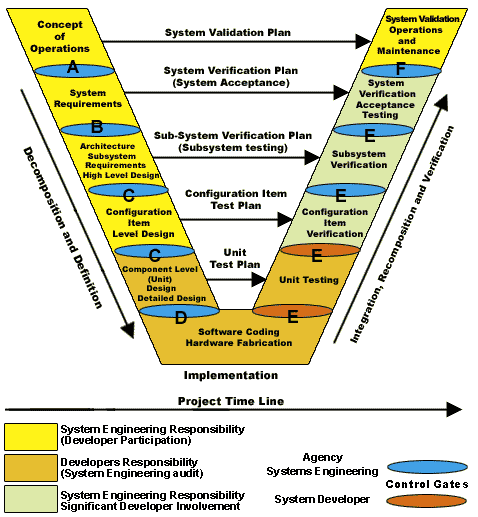 Concept
of
Operations
System Validation Plan
System Validation
Operations
and
Maintenance
A
F
System
Requirements
System Verification Plan
(System Acceptance)
System
Verification
Acceptance
Testing
B
E
Architecture
Subsystem
Requirements
High Level Design
Sub-System Verification Plan
(Subsystem testing)
Subsystem
Verification
C
E
Configuration
Item
Level Design
Configuration Item
Test Plan
Configuration
Item
Verification
C
E
Component Level
(Unit)
Design
Detailed Design
Unit
Test Plan
Unit Testing
D
E
Software Coding
Hardware Fabrication
Implementation
Decomposition and Definition
Integration, Recomposition and Verification
Project Time Line
System Engineering Responsibility
(Developer Participation)
Developers Responsibility
(System Engineering audit)
System Engineering Responsibility
Significant Developer Involvement
Agency
Systems Engineering
Control Gates
System Developer